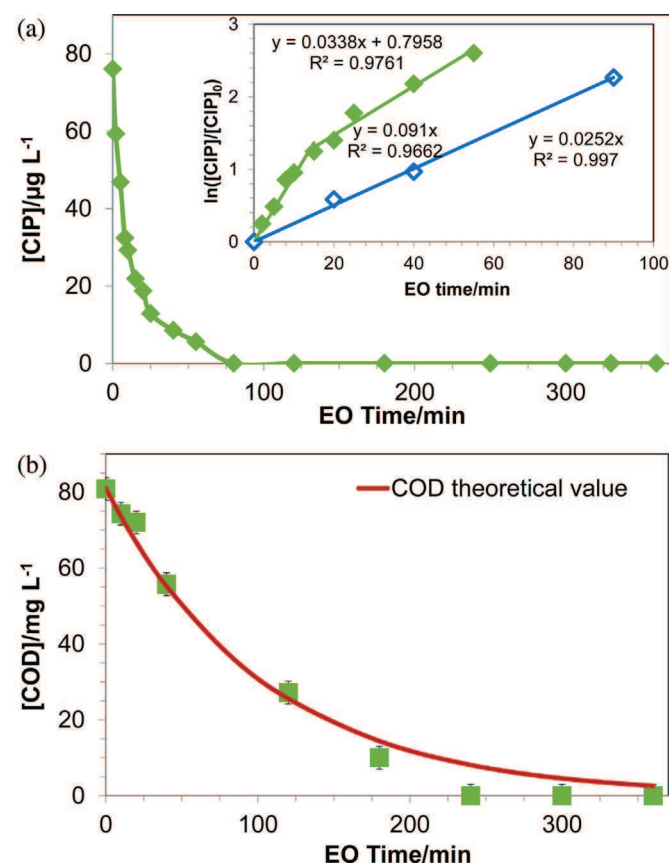 (a)
[CIP]/µg L-1
80
60
40
20
0
0
100
200
300
EO Time/min
ln([CIP]/[CIP]0)
3
2
1
0
y = 0.0338x + 0.7958
R² = 0.9761
y = 0.091x
R² = 0.9662
y = 0.0252x
R² = 0.997
0
20
40
60
80
100
EO time/min
(b)
[COD]/mg L-1
80
60
40
20
0
COD theoretical value
0
100
200
300
EO Time/min